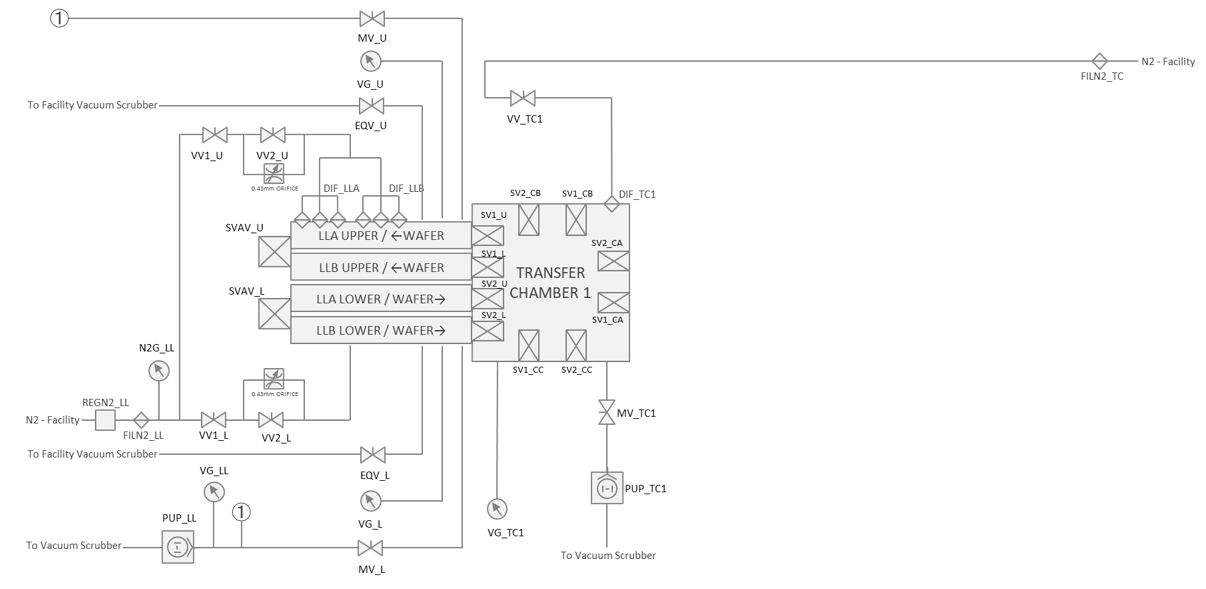 1
MV_U
VG_U
N2 - Facility
FILN2_TC
To Facility Vacuum Scrubber
EQV_U
VV_TC1
VV1_U
VV2_U
0.43mm ORIFICE
DIF_LLA
DIF_LLB
SV2_CB
SV1_CB
DIF_TC1
SVAV_U
SV1_U
LLA UPPER / ←WAFER
SV2_CA
SV1_L
LLB UPPER / ←WAFER
TRANSFER
CHAMBER 1
SV2_U
SVAV_L
LLA LOWER / WAFER→
SV2_L
SV1_CA
LLB LOWER / WAFER→
N2G_LL
SV1_CC
SV2_CC
0.43mm ORIFICE
REGN2_LL
N2 - Facility
FILN2_LL
VV1_L
VV2_L
MV_TC1
To Facility Vacuum Scrubber
EQV_L
VG_LL
PUP_TC1
1
VG_L
PUP_LL
VG_TC1
To Vacuum Scrubber
MV_L
To Vacuum Scrubber